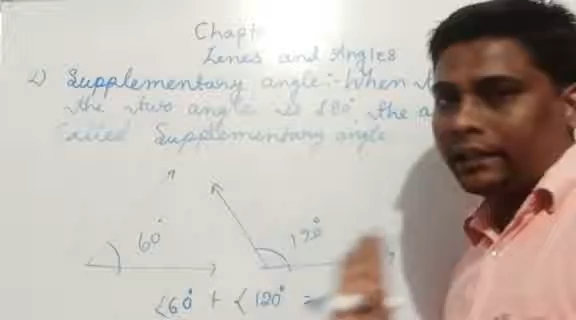 Chapt
Lines and Angles
2) Supplementary angle:- When t
the two angle is 180° the a
Called Supplementary angle
60°
120°
<60° + <120° =